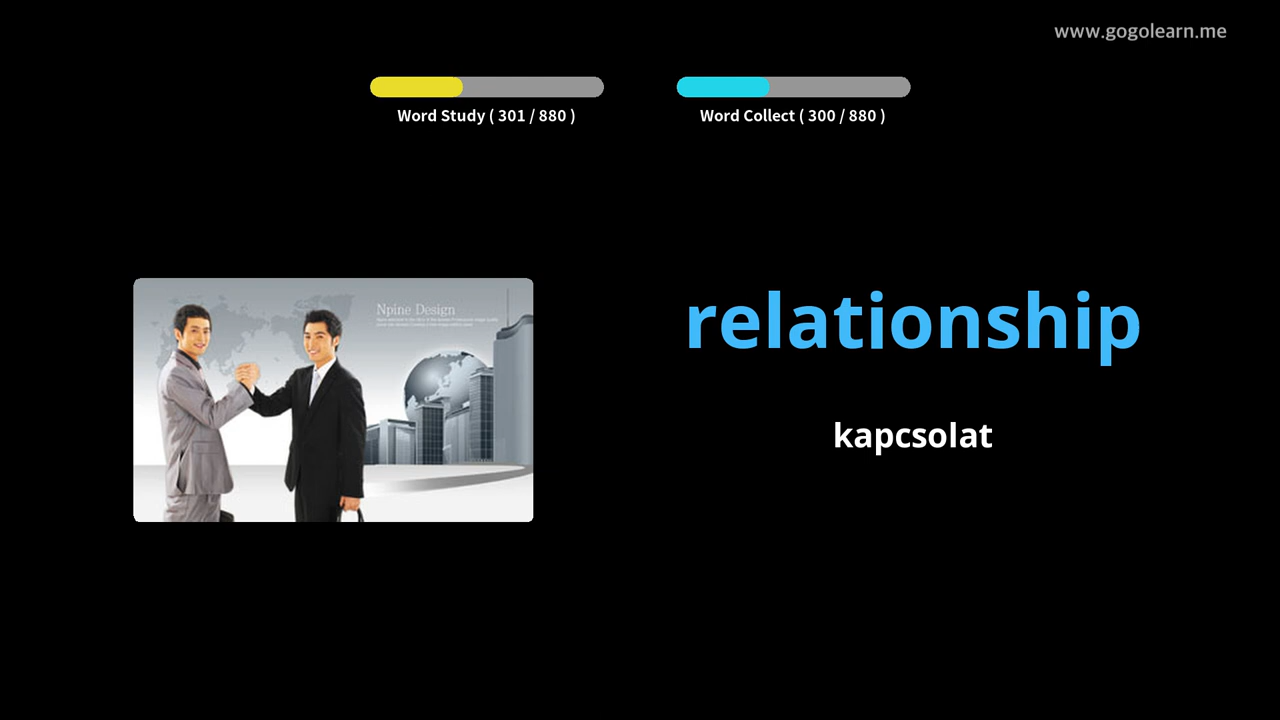 www.gogolearn.me
Word Study ( 301 / 880 )
Word Collect ( 300 / 880 )
Npine Design
relationship
kapcsolat